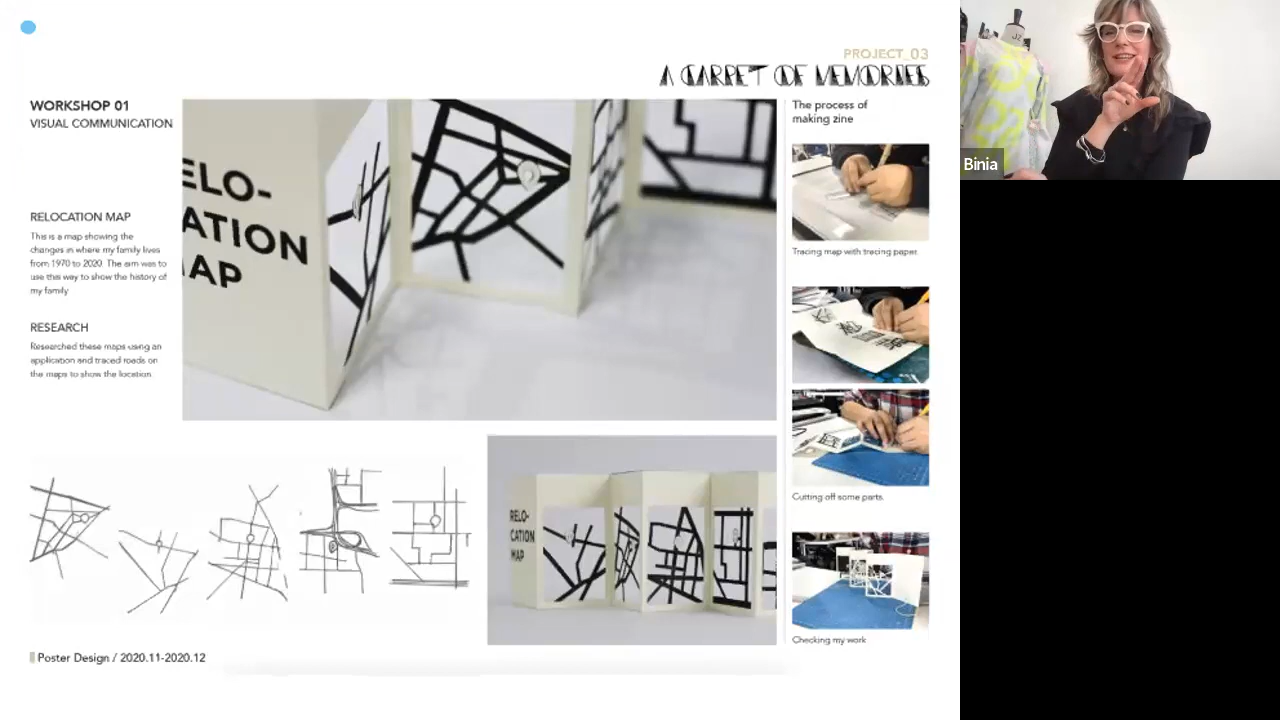 PROJECT_03
A CARPET OF MEMORIES
WORKSHOP 01
VISUAL COMMUNICATION
The process of
making zine
ELO-
CATION
AP
RELOCATION MAP
This is a map showing the
changes in where my family lives
from 1970 to 2020. The aim was to
use this way to show the history of
my family
RESEARCH
Researched these maps using an
application and traced roads on
the maps to show the location
Tracing map with tracing paper.
Cutting off some parts.
Checking my work
RELO-
CATION
MAP
Poster Design / 2020.11-2020.12
Binia